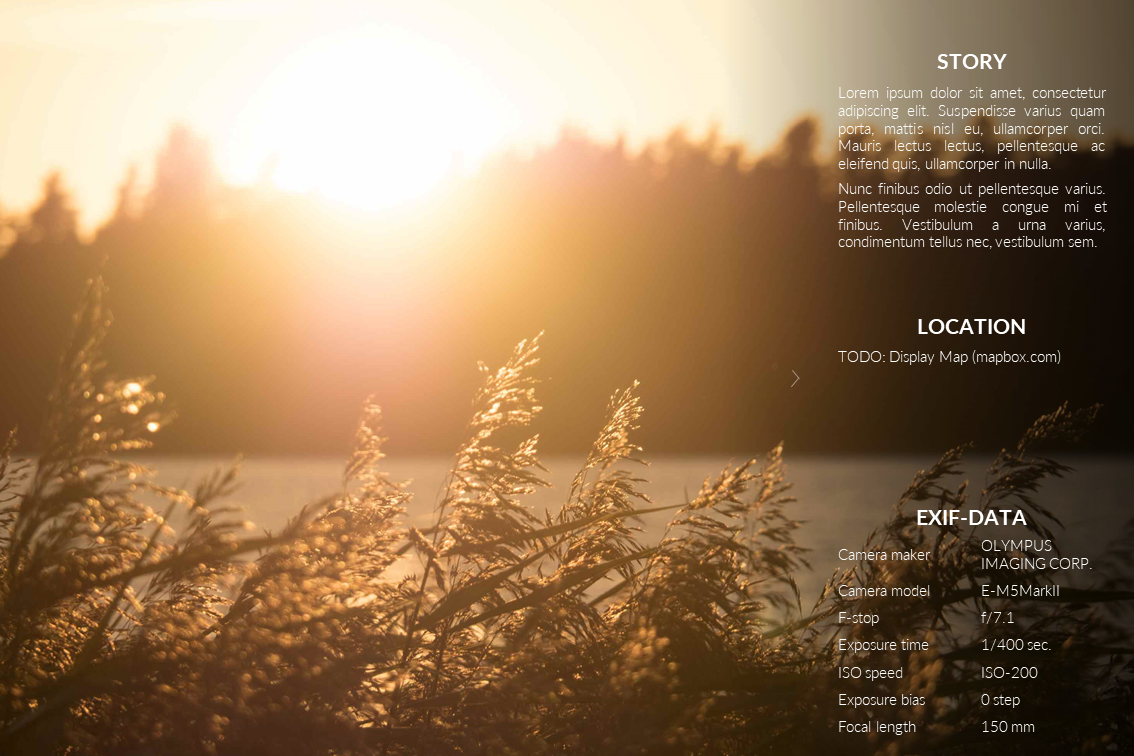 STORY
Lorem ipsum dolor sit amet, consectetur
adipiscing elit. Suspendisse varius quam
porta, mattis nisl eu, ullamcorper orci.
Mauris lectus lectus, pellentesque ac
eleifend quis, ullamcorper in nulla.
Nunc finibus odio ut pellentesque varius.
Pellentesque molestie congue mi et
finibus. Vestibulum a urna varius,
condimentum tellus nec, vestibulum sem.
LOCATION
TODO: Display Map (mapbox.com)
EXIF-DATA
Camera maker OLYMPUS
IMAGING CORP.
Camera model E-M5MarkII
F-stop f/7.1
Exposure time 1/400 sec.
ISO speed ISO-200
Exposure bias 0 step
Focal length 150 mm